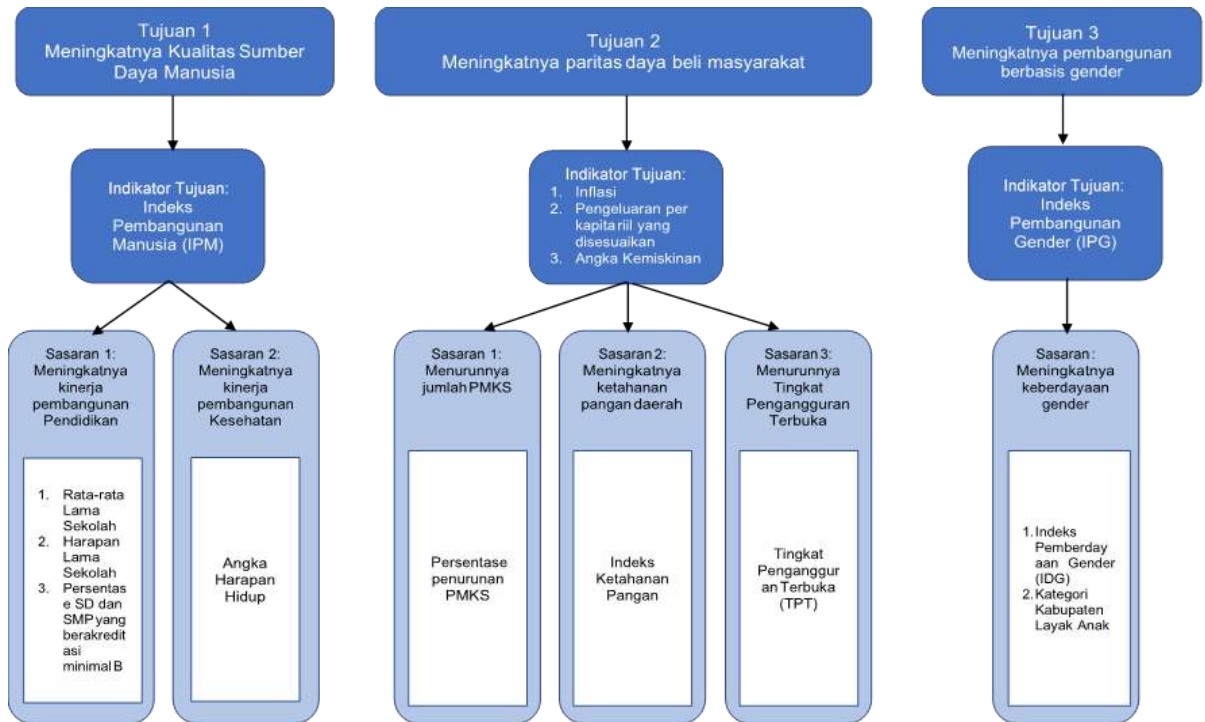 Tujuan 1
Meningkatnya Kualitas Sumber
Daya Manusia
Tujuan 2
Meningkatnya paritas daya beli masyarakat
Tujuan 3
Meningkatnya pembangunan
berbasis gender
Indikator Tujuan:
Indeks
Pembangunan
Manusia (IPM)
Indikator Tujuan:
1. Inflasi
2. Pengeluaran per
kapita riil yang
disesuaikan
3. Angka Kemiskinan
Indikator Tujuan:
Indeks
Pembangunan
Gender (IPG)
Sasaran 1:
Meningkatnya
kinerja
pembangunan
Pendidikan
1. Rata-rata
Lama
Sekolah
2. Harapan
Lama
Sekolah
3. Persentas
e SD dan
SMP yang
berakredit
asi
minimal B
Sasaran 2:
Meningkatnya
kinerja
pembangunan
Kesehatan
Angka
Harapan
Hidup
Sasaran 1:
Menurunnya
jumlah PMKS
Persentase
penurunan
PMKS
Sasaran 2:
Meningkatnya
ketahanan
pangan daerah
Indeks
Ketahanan
Pangan
Sasaran 3:
Menurunnya
Tingkat
Pengangguran
Terbuka
Tingkat
Penganggur
an Terbuka
(TPT)
Sasaran :
Meningkatnya
keberdayaan
gender
1. Indeks
Pemberday
aan Gender
(IDG)
2. Kategori
Kabupaten
Layak Anak